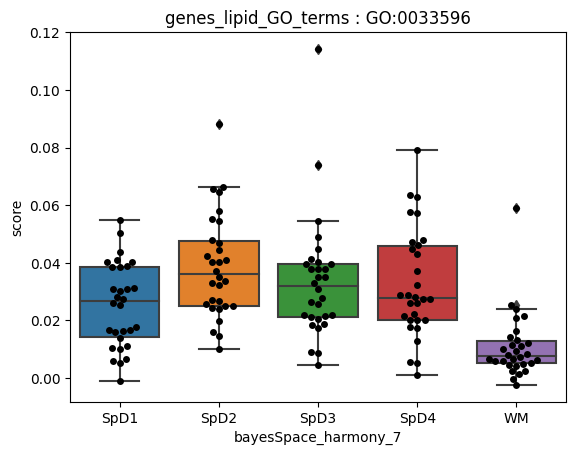 genes_lipid_GO_terms : GO:0033596
0.12
0.10
0.08
0.06
0.04
0.02
0.00
score
SpD1 SpD2 SpD3 SpD4 WM
bayesSpace_harmony_7